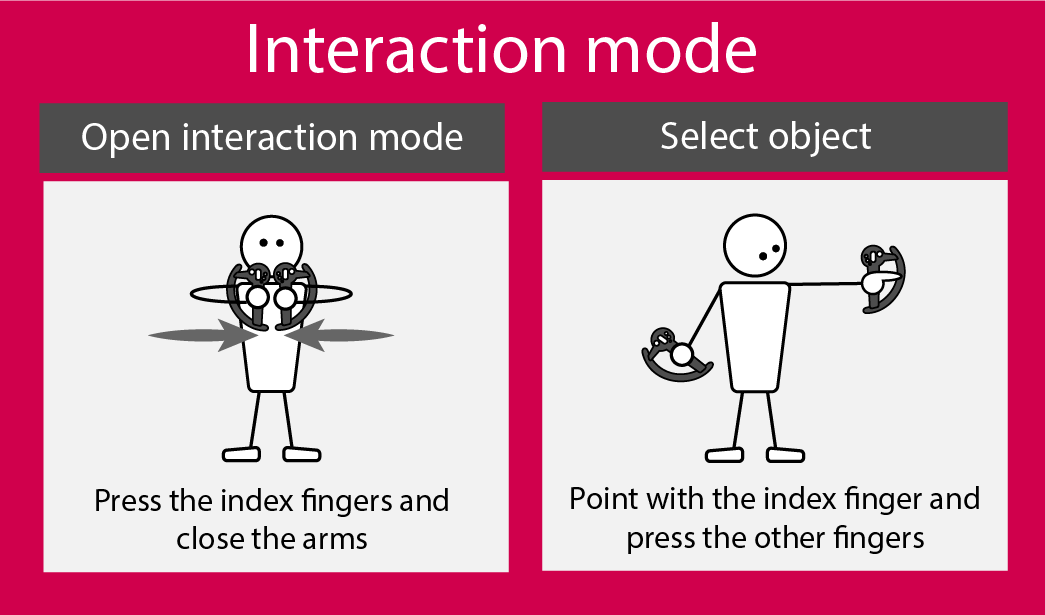 Interaction mode
Open interaction mode
Select object
Press the index fingers and
close the arms
Point with the index finger and
press the other fingers